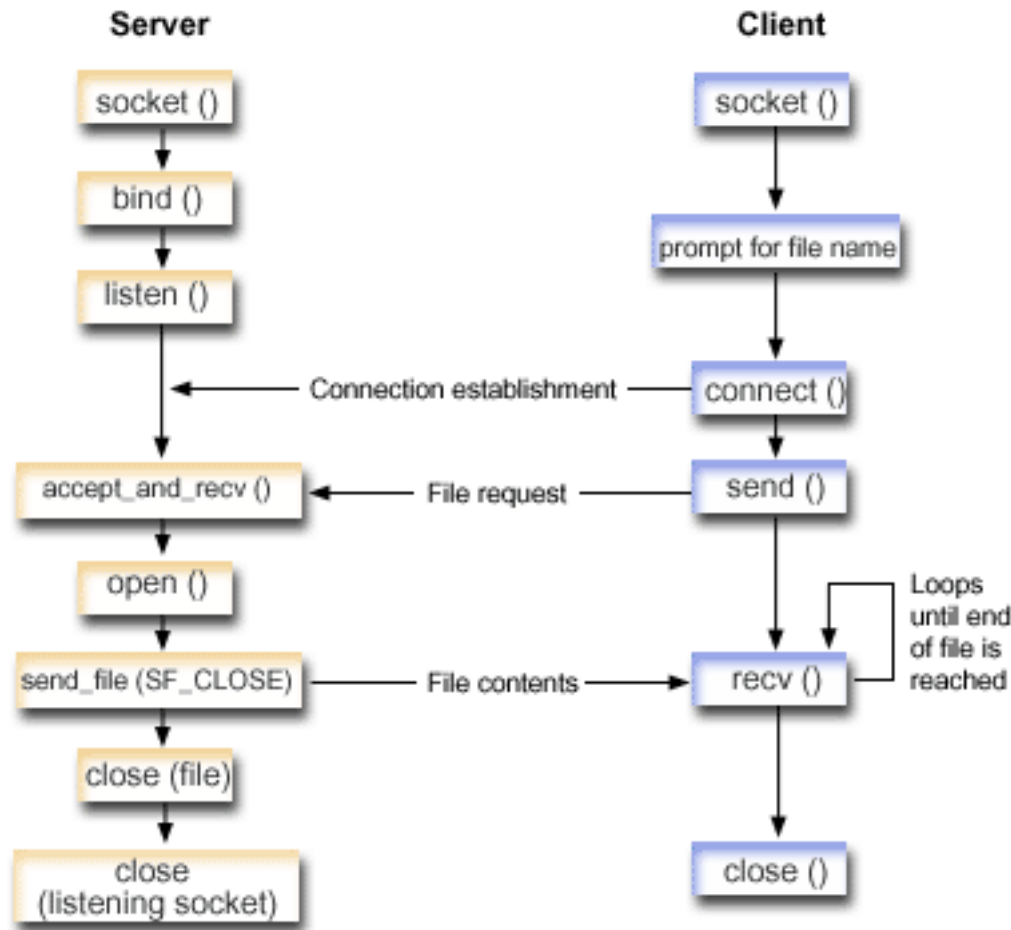 Server
socket ()
bind ()
listen ()
accept_and_recv ()
open ()
send_file (SF_CLOSE)
close (file)
close
(listening socket)
Connection establishment
File request
File contents
Client
socket ()
prompt for file name
connect ()
send ()
recv ()
close ()
Loops
until end
of file is
reached